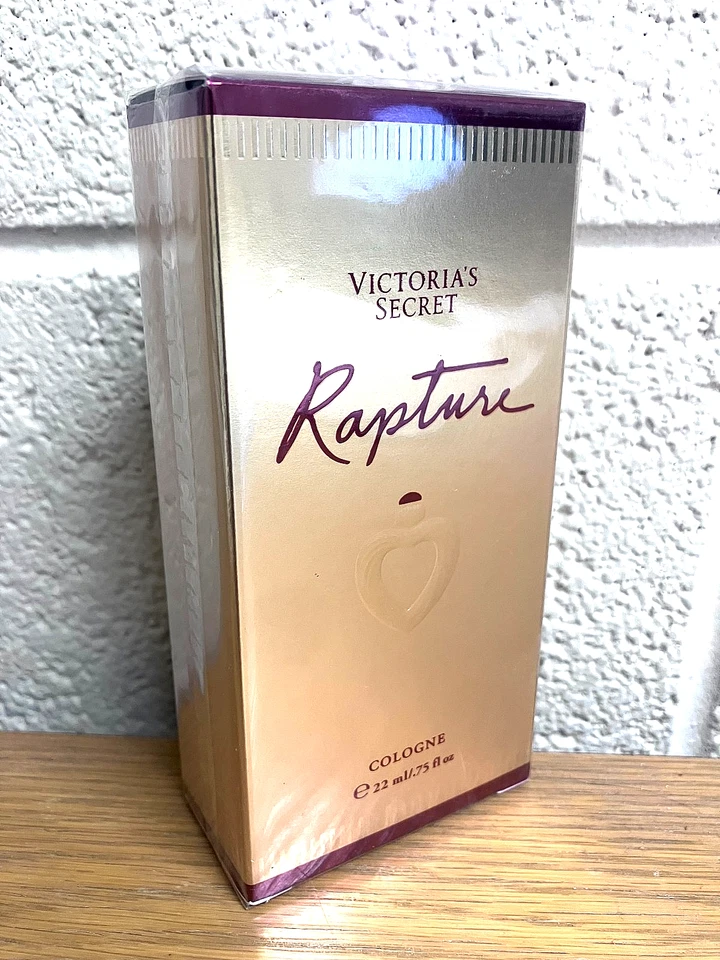 VICTORIA'S
SECRET
Rapture
COLOGNE
℮ 22 ml/.75 fl oz